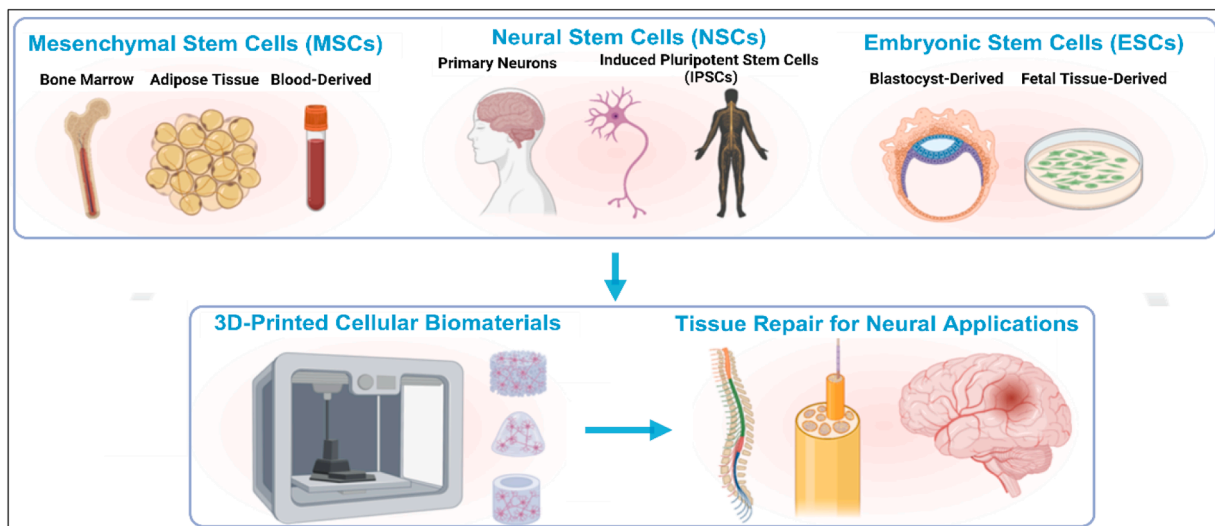 Mesenchymal Stem Cells (MSCs)
Bone Marrow
Adipose Tissue
Blood-Derived
Neural Stem Cells (NSCs)
Primary Neurons
Induced Pluripotent Stem Cells
(IPSCs)
Embryonic Stem Cells (ESCs)
Blastocyst-Derived
Fetal Tissue-Derived
3D-Printed Cellular Biomaterials
Tissue Repair for Neural Applications